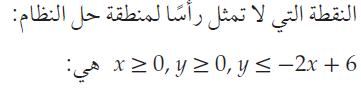 النقطة التي لا تمثل رأسًا لمنطقة حل النظام:
x ≥ 0, y ≥ 0, y ≤ −2x + 6 هي: